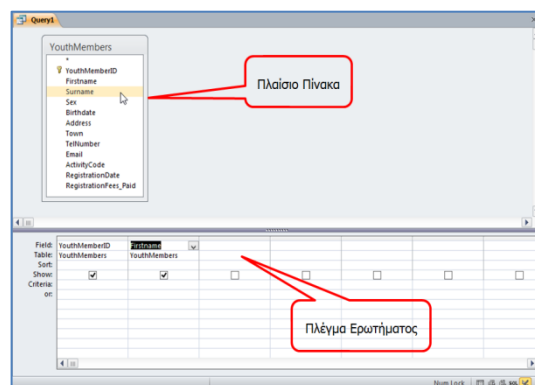 Query1
YouthMembers
*
YouthMemberID
Firstname
Surname
Sex
Birthdate
Address
Town
TelNumber
Email
ActivityCode
RegistrationDate
RegistrationFees_Paid
Πλαίσιο Πίνακα
Field: YouthMemberID Firstname
Table: YouthMembers YouthMembers
Sort:
Show:
Criteria:
or:
Πλέγμα Ερωτήματος
Num Lock SQL